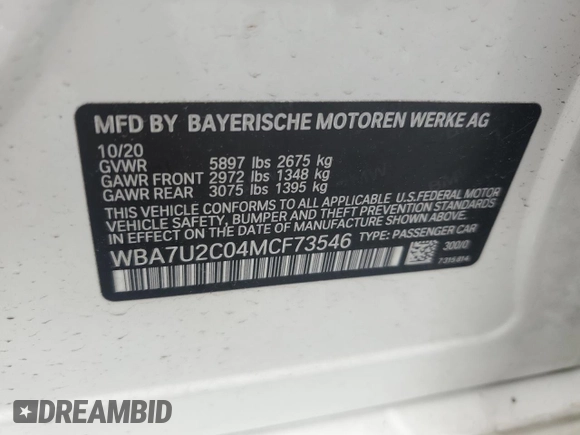 MFD BY BAYERISCHE MOTOREN WERKE AG
10/20
GVWR 5897 lbs 2675 kg
GAWR FRONT 2972 lbs 1348 kg
GAWR REAR 3075 lbs 1395 kg
THIS VEHICLE CONFORMS TO ALL APPLICABLE U.S.FEDERAL MOTOR
VEHICLE SAFETY, BUMPER AND THEFT PREVENTION STANDARDS
IN EFFECT ON THE DATE OF MANUFACTURE SHOWN ABOVE.
WBA7U2C04MCF73546 TYPE: PASSENGER CAR
300/0
DREAMBID